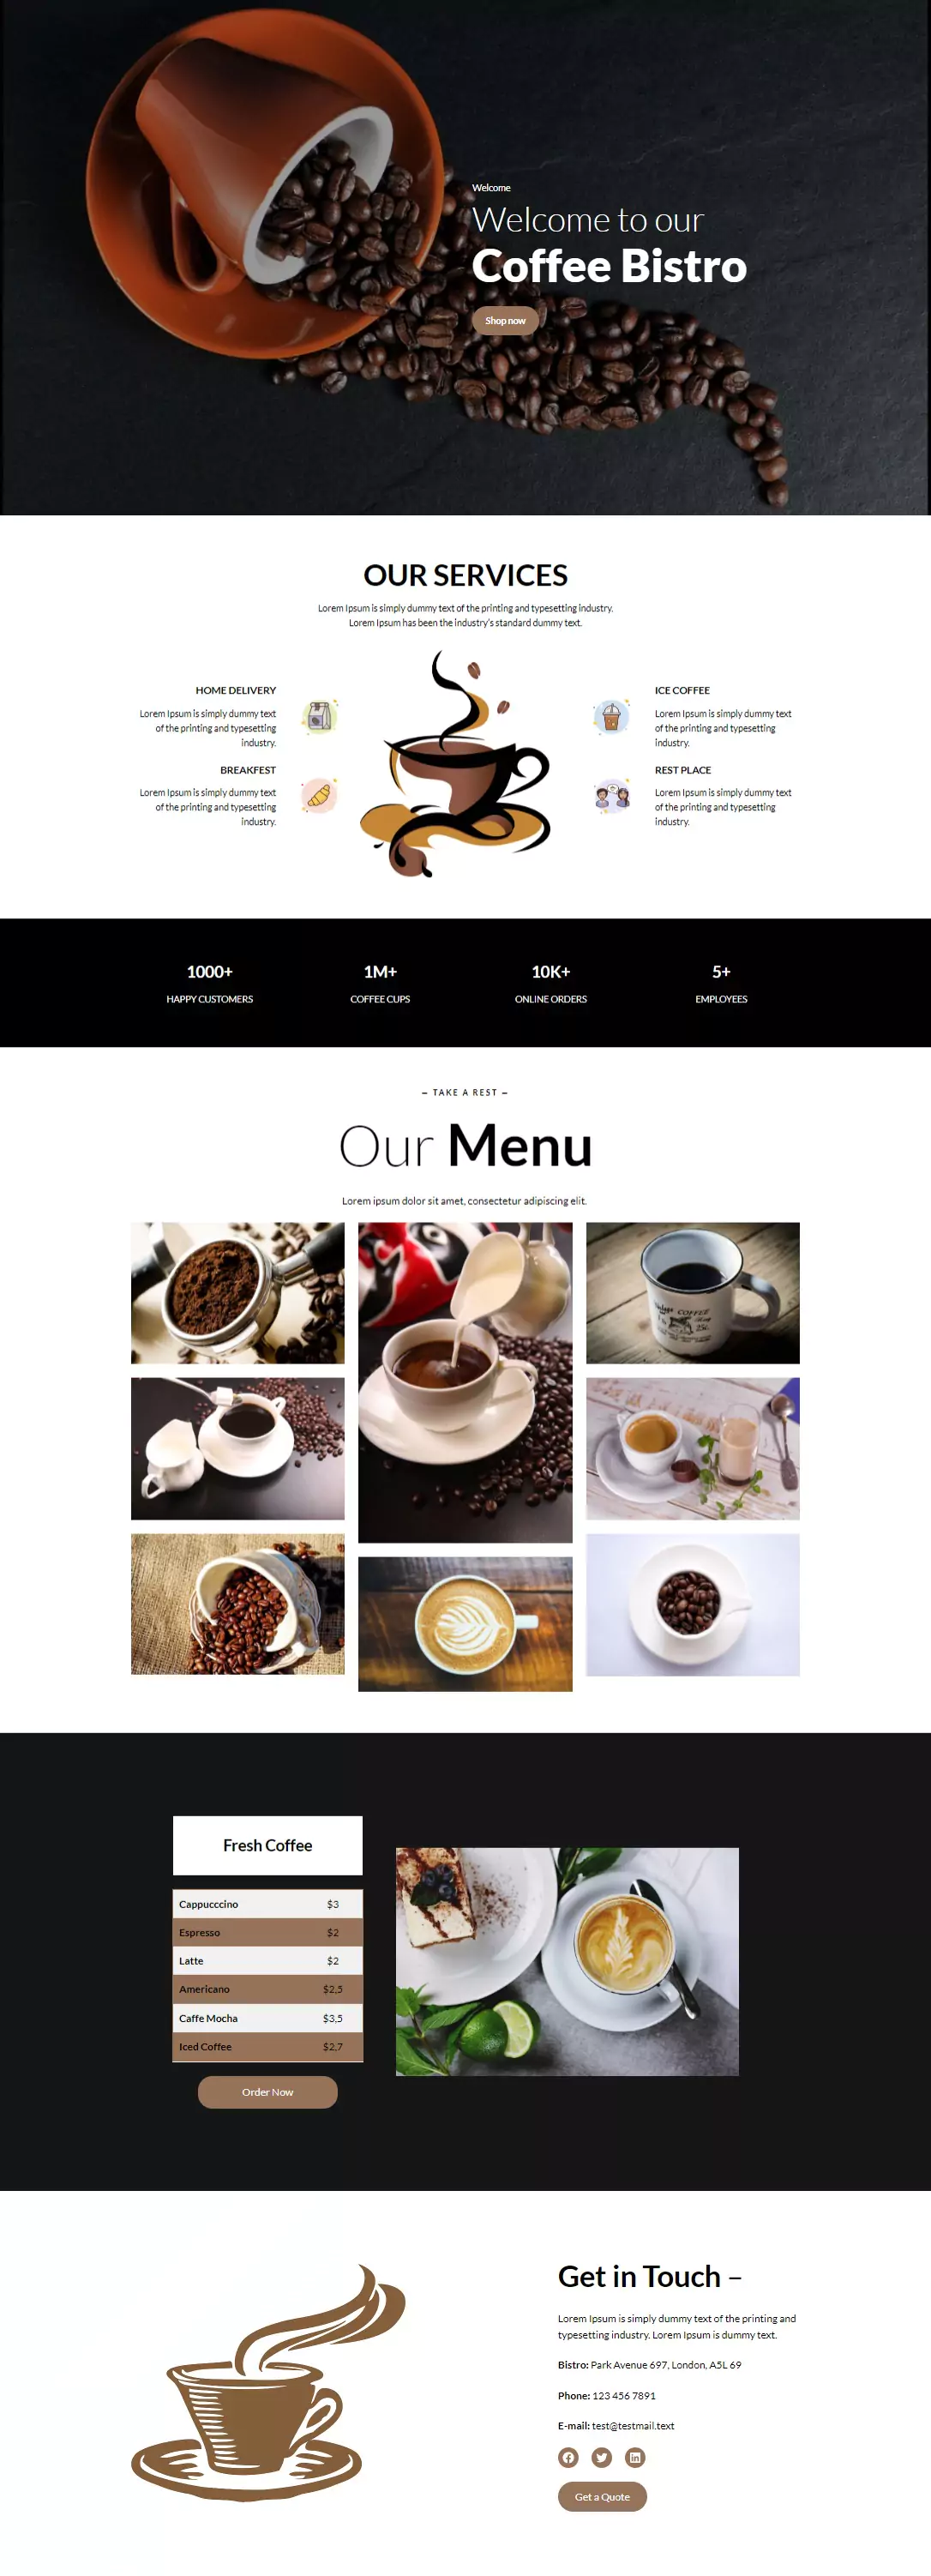 Welcome
Welcome to our
Coffee Bistro
Shop now
OUR SERVICES
Lorem Ipsum is simply dummy text of the printing and typesetting industry.
Lorem Ipsum has been the industry's standard dummy text.
HOME DELIVERY
Lorem Ipsum is simply dummy text
of the printing and typesetting
industry.
BREAKFEST
Lorem Ipsum is simply dummy text
of the printing and typesetting
industry.
ICE COFFEE
Lorem Ipsum is simply dummy text
of the printing and typesetting
industry.
REST PLACE
Lorem Ipsum is simply dummy text
of the printing and typesetting
industry.
1000+
HAPPY CUSTOMERS
1M+
COFFEE CUPS
10K+
ONLINE ORDERS
5+
EMPLOYEES
– TAKE A REST –
Our Menu
Lorem ipsum dolor sit amet, consectetur adipiscing elit.
COFFEE
Fresh Coffee
Cappucccino $3
Espresso $2
Latte $2
Americano $2,5
Caffe Mocha $3,5
Iced Coffee $2,7
Order Now
Get in Touch –
Lorem Ipsum is simply dummy text of the printing and
typesetting industry. Lorem Ipsum is dummy text.
Bistro: Park Avenue 697, London, A5L 69
Phone: 123 456 7891
E-mail: test@testmail.text
Get a Quote